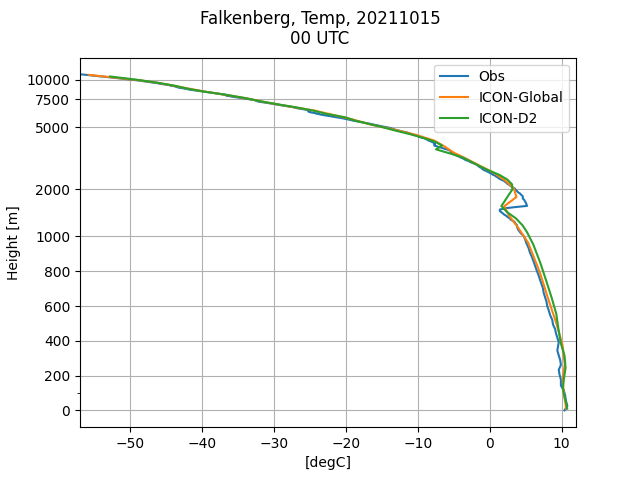 Falkenberg, Temp, 20211015
00 UTC
Obs
ICON-Global
ICON-D2
Height [m]
10000
7500
5000
2000
1000
800
600
400
200
0
−50 −40 −30 −20 −10 0 10
[degC]